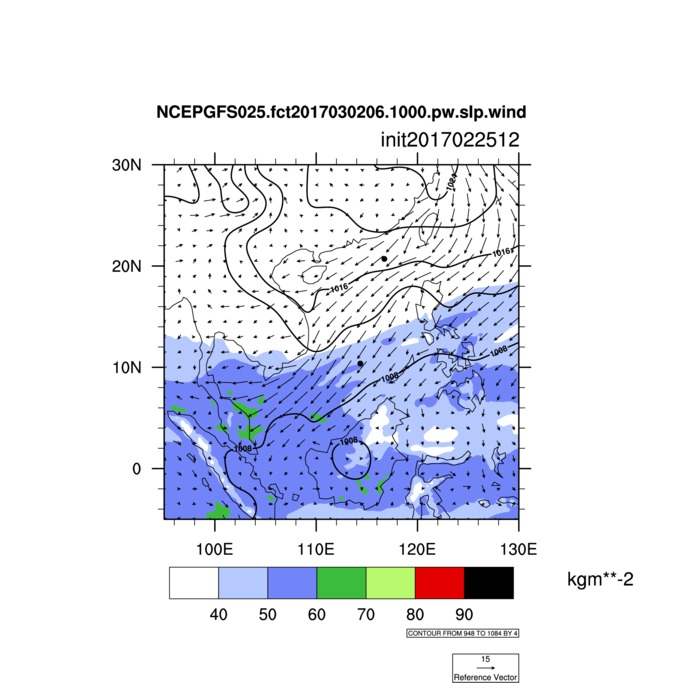 NCEPGFS025.fct2017030206.1000.pw.slp.wind
init2017022512
30N
1024
20N
1016
1016
10N
1008
1008
1008
1008
0
100E 110E 120E 130E
40 50 60 70 80 90
kgm**-2
CONTOUR FROM 948 TO 1084 BY 4
15
Reference Vector